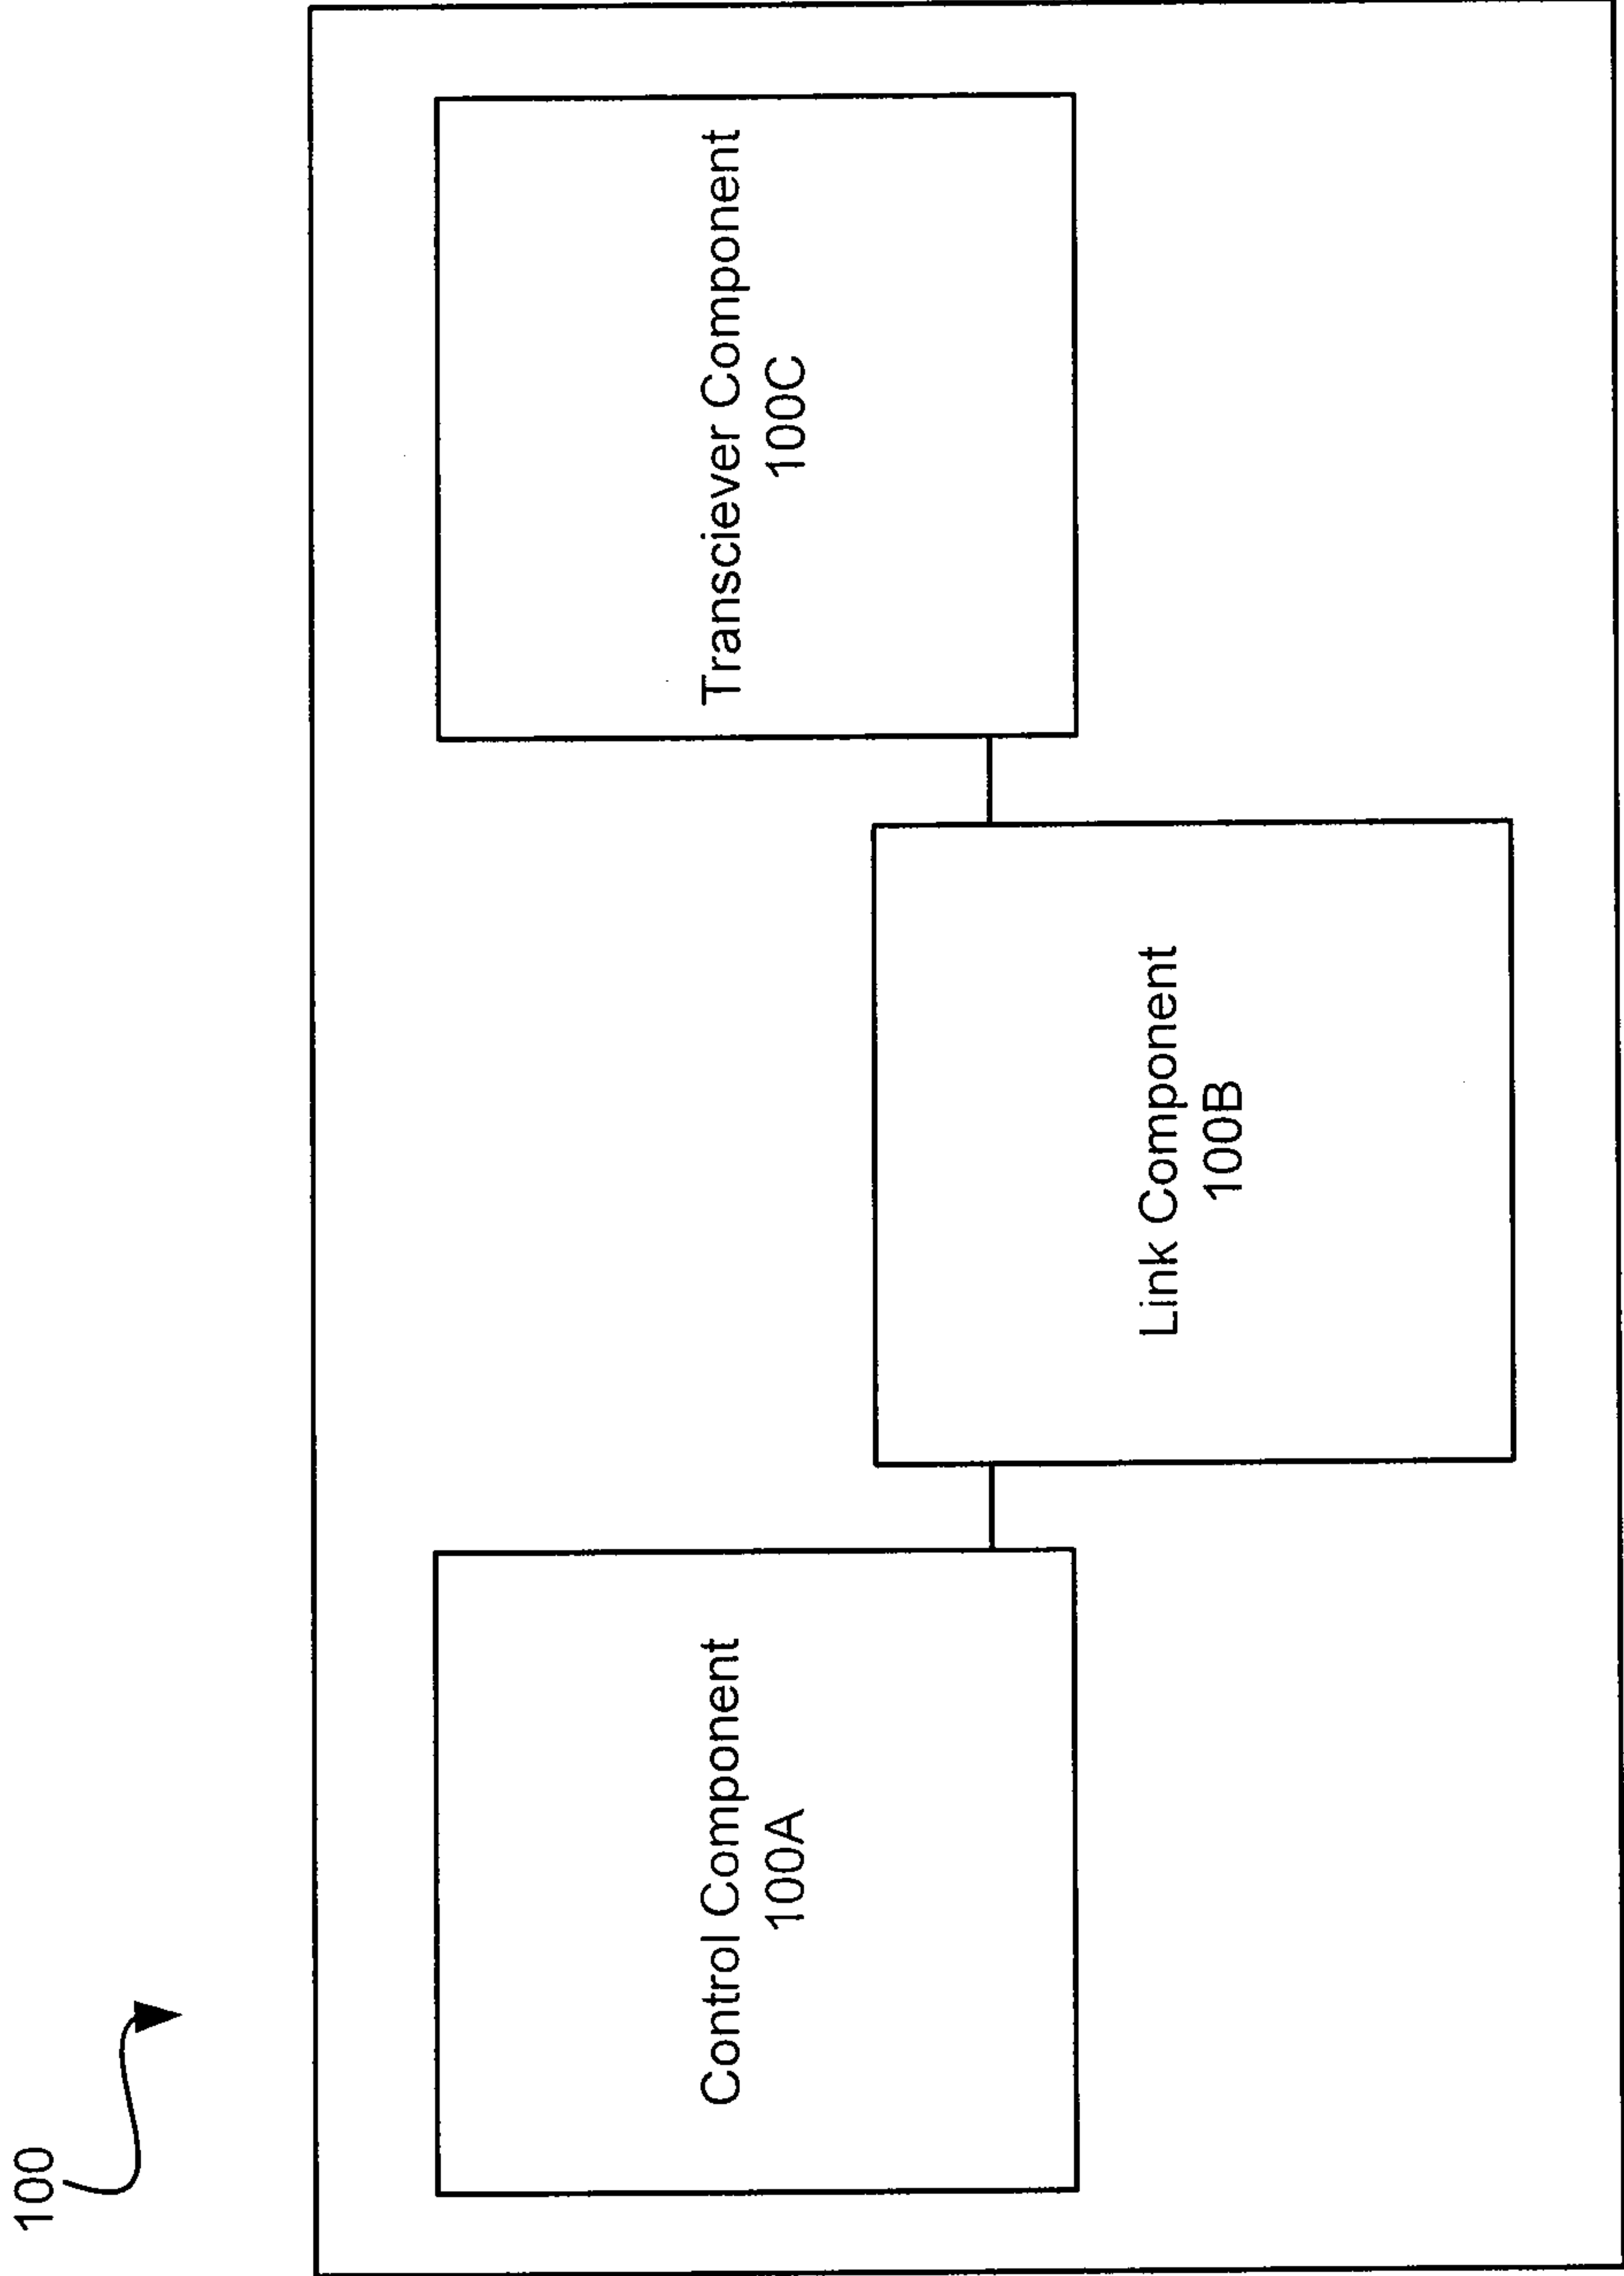 100
Control Component
100A
Link Component
100B
Transciever Component
100C